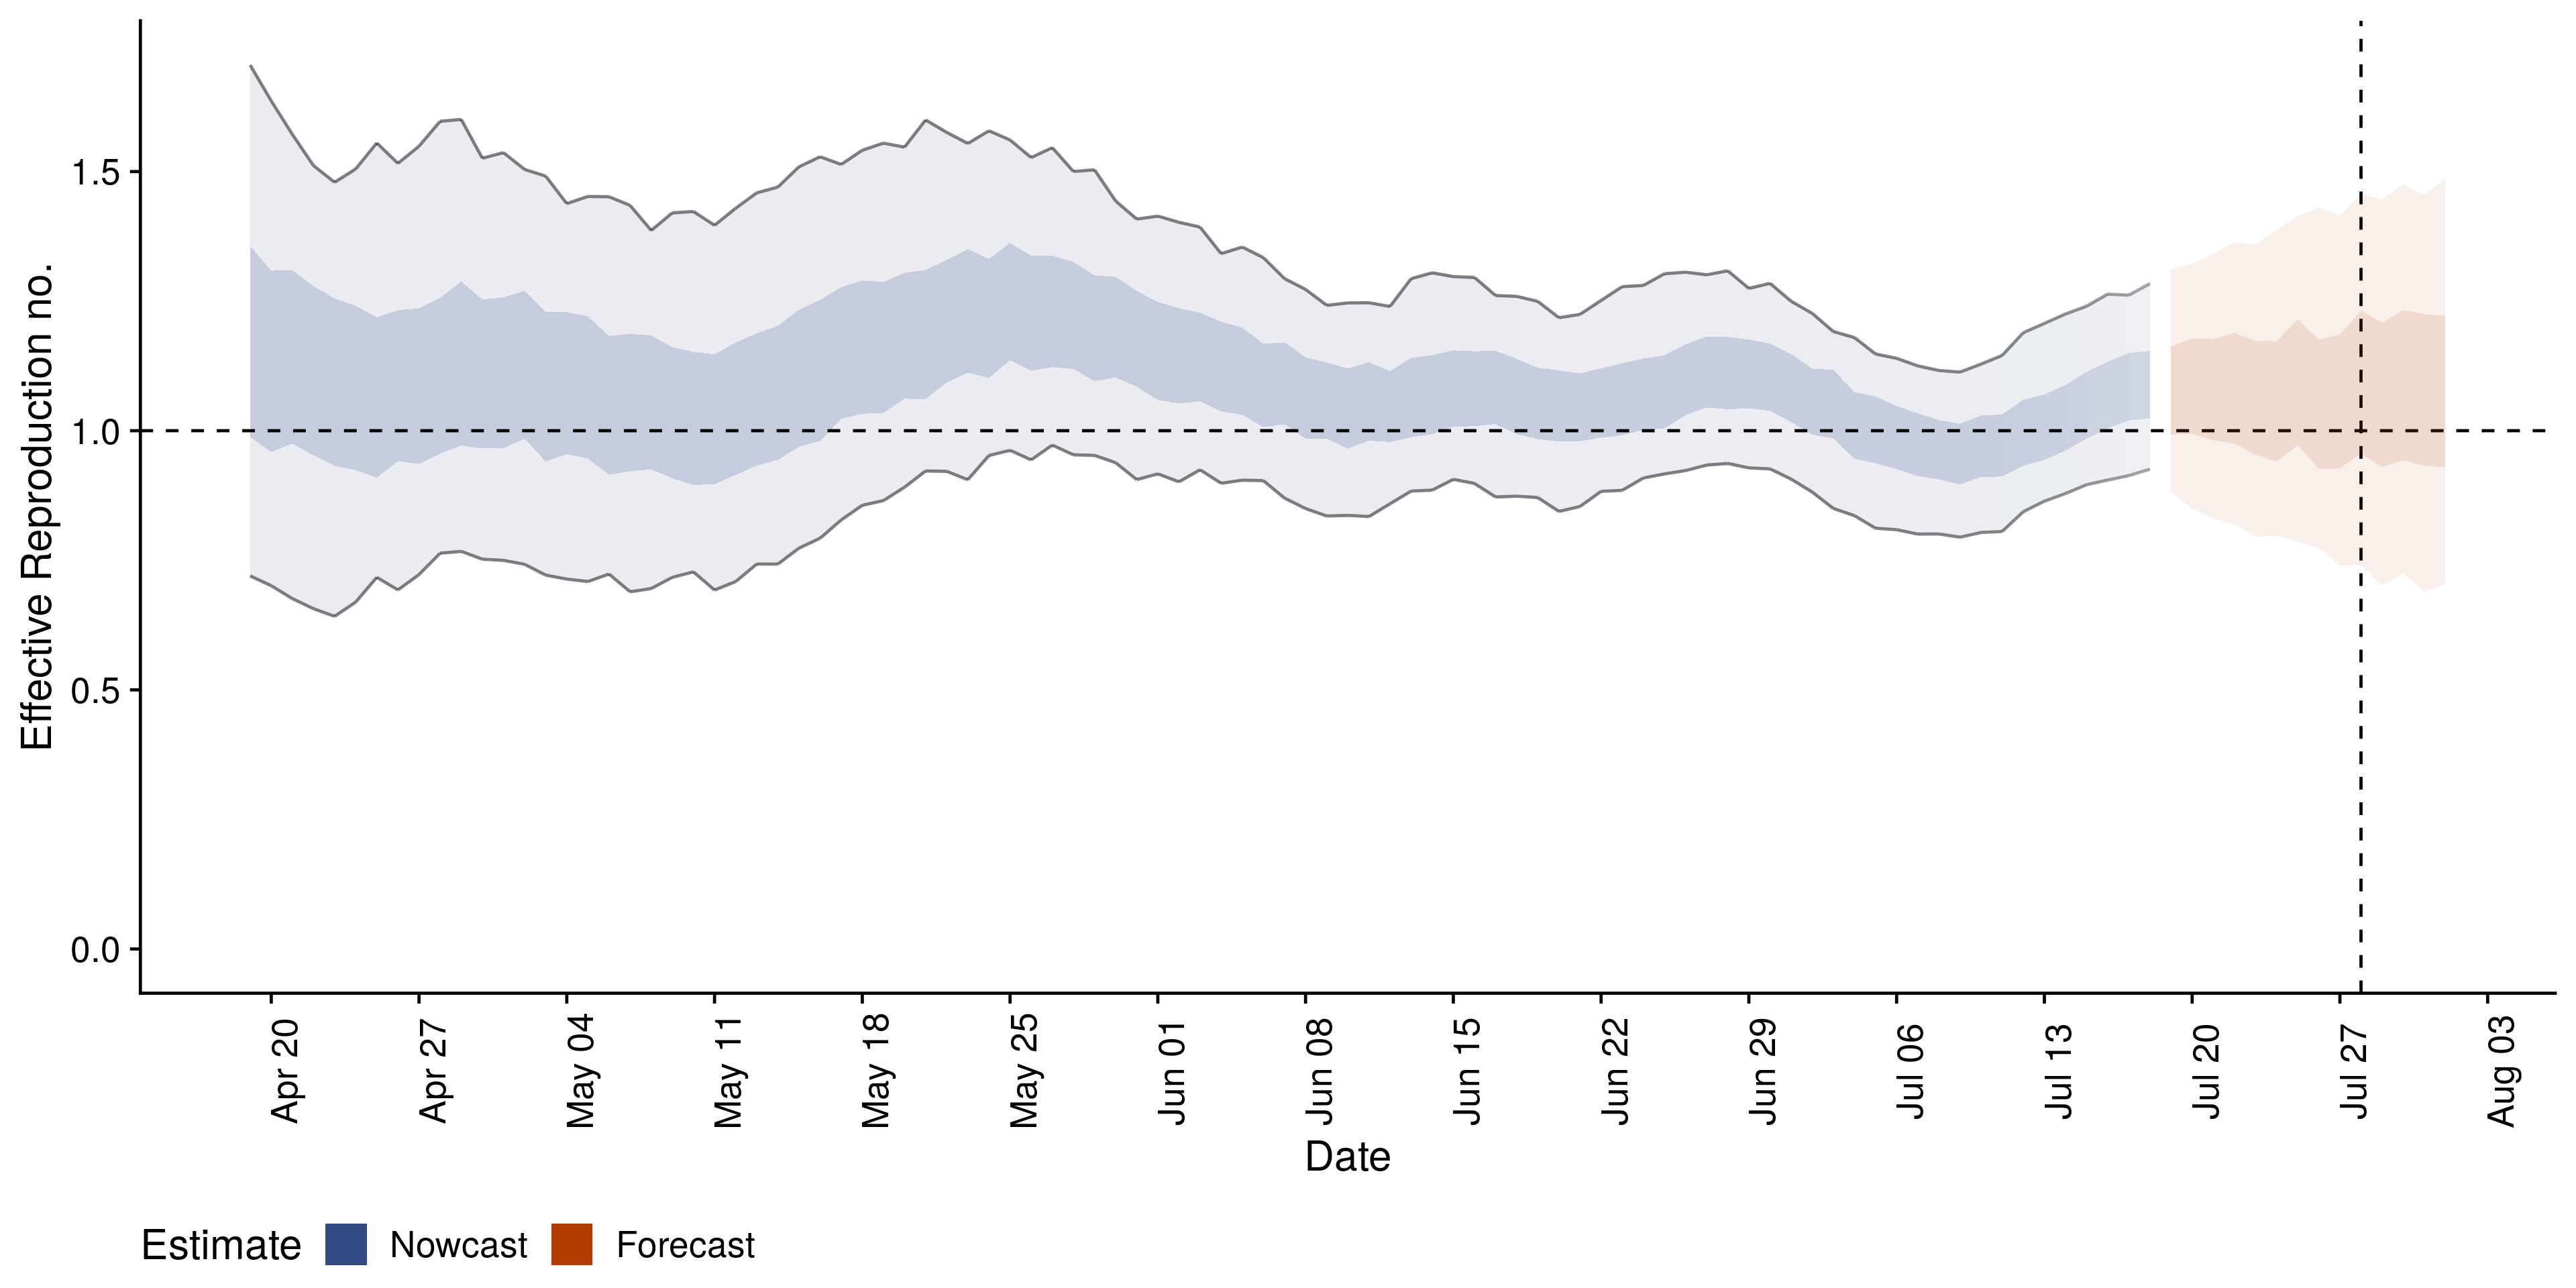 Effective Reproduction no.
1.5
1.0
0.5
0.0
Apr 20
Apr 27
May 04
May 11
May 18
May 25
Jun 01
Jun 08
Jun 15
Jun 22
Jun 29
Jul 06
Jul 13
Jul 20
Jul 27
Aug 03
Date
Estimate Nowcast Forecast